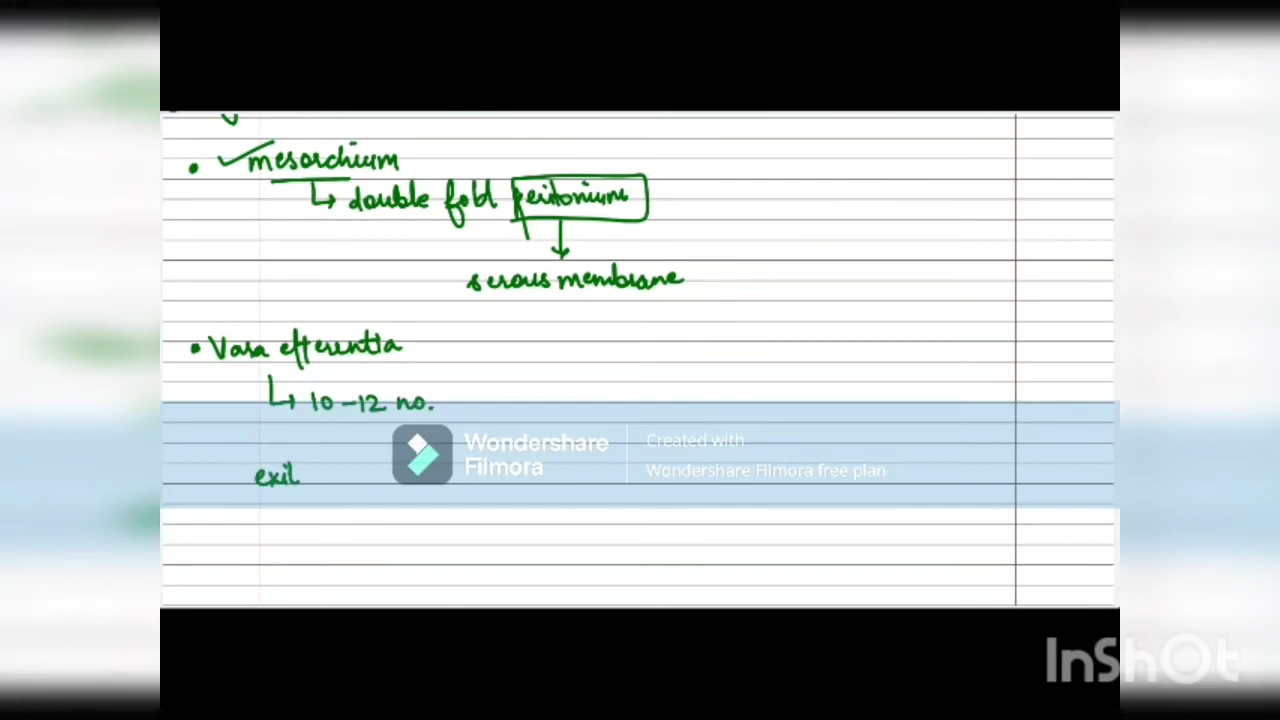 • ✓mesorchium
↳ double fold peritonium
↓
serous membrane
• Vasa efferentia
↳ 10-12 no.
Wondershare Filmora
Created with
Wondershare Filmora free plan
exit
InShOt